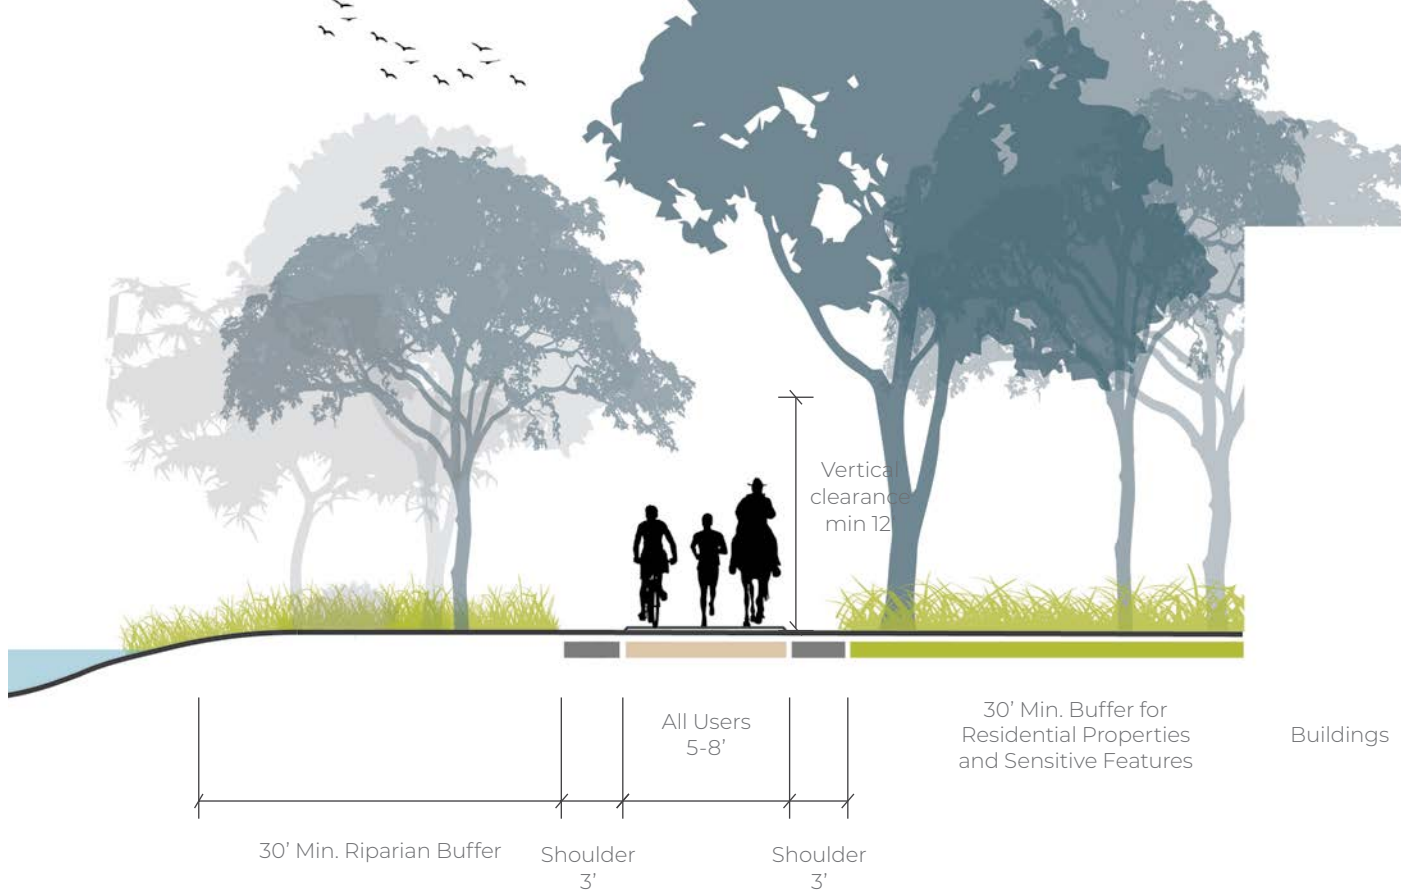 Vertical
clearance
min 12'
All Users
5-8’
30’ Min. Buffer for
Residential Properties
and Sensitive Features
Buildings
30’ Min. Riparian Buffer
Shoulder
3’
Shoulder
3’